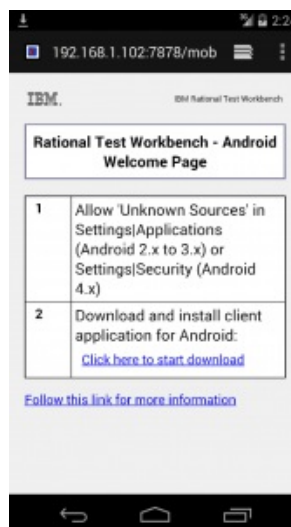 2:2
192.168.1.102:7878/mob
IBM.
IBM Rational Test Workbench
Rational Test Workbench - Android
Welcome Page
1
Allow 'Unknown Sources' in
Settings|Applications
(Android 2.x to 3.x) or
Settings|Security (Android
4.x)
2
Download and install client
application for Android:
Click here to start download
Follow this link for more information